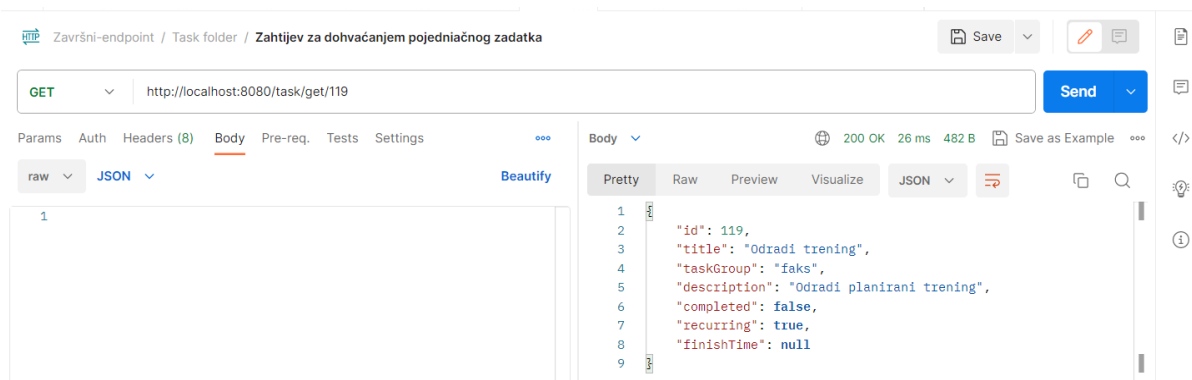 HTTP Završni-endpoint / Task folder / Zahtijev za dohvaćanjem pojedniačnog zadatka Save
GET http://localhost:8080/task/get/119 Send
Params Auth Headers (8) Body Pre-req. Tests Settings
raw JSON Beautify
1
Body 200 OK 26 ms 482 B Save as Example
Pretty Raw Preview Visualize JSON
1 {
2 "id": 119,
3 "title": "Odradi trening",
4 "taskGroup": "faks",
5 "description": "Odradi planirani trening",
6 "completed": false,
7 "recurring": true,
8 "finishTime": null
9 }